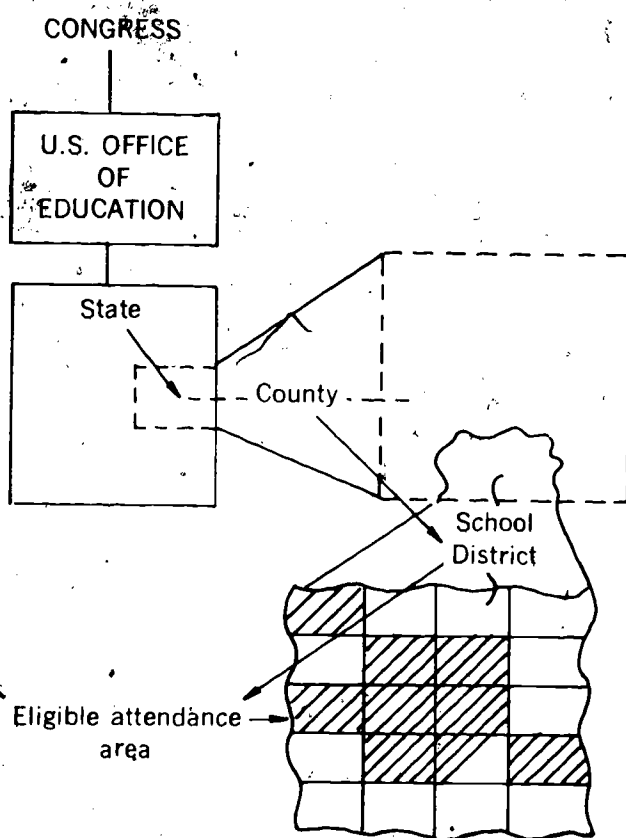 CONGRESS
U.S. OFFICE
OF
EDUCATION
State
County
School
District
Eligible attendance
area